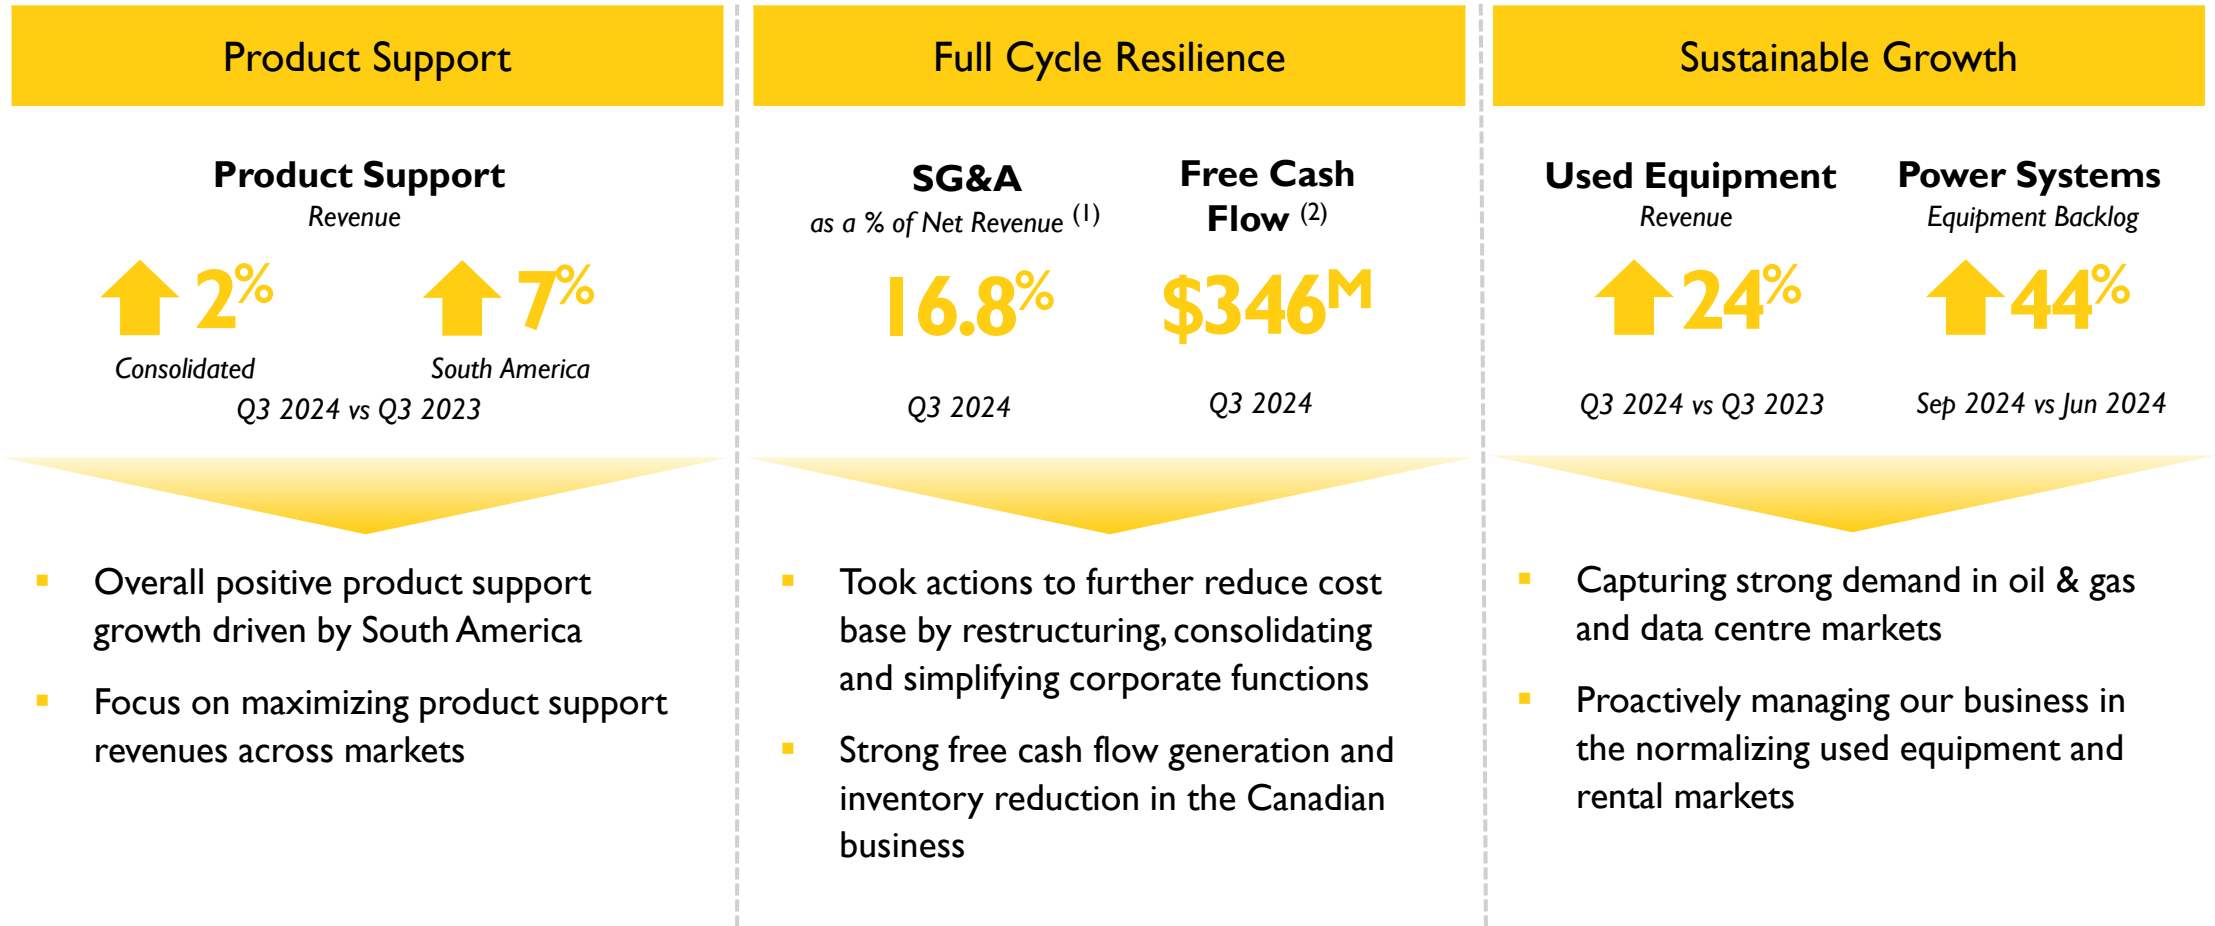 Product Support
Product Support
Revenue
2%
7%
Consolidated
South America
Q3 2024 vs Q3 2023
▪ Overall positive product support
growth driven by South America
▪ Focus on maximizing product support
revenues across markets
Full Cycle Resilience
SG&A
as a % of Net Revenue (1)
16.8%
Q3 2024
Free Cash
Flow (2)
$346M
Q3 2024
▪ Took actions to further reduce cost
base by restructuring, consolidating
and simplifying corporate functions
▪ Strong free cash flow generation and
inventory reduction in the Canadian
business
Sustainable Growth
Used Equipment
Revenue
24%
Q3 2024 vs Q3 2023
Power Systems
Equipment Backlog
44%
Sep 2024 vs Jun 2024
▪ Capturing strong demand in oil & gas
and data centre markets
▪ Proactively managing our business in
the normalizing used equipment and
rental markets